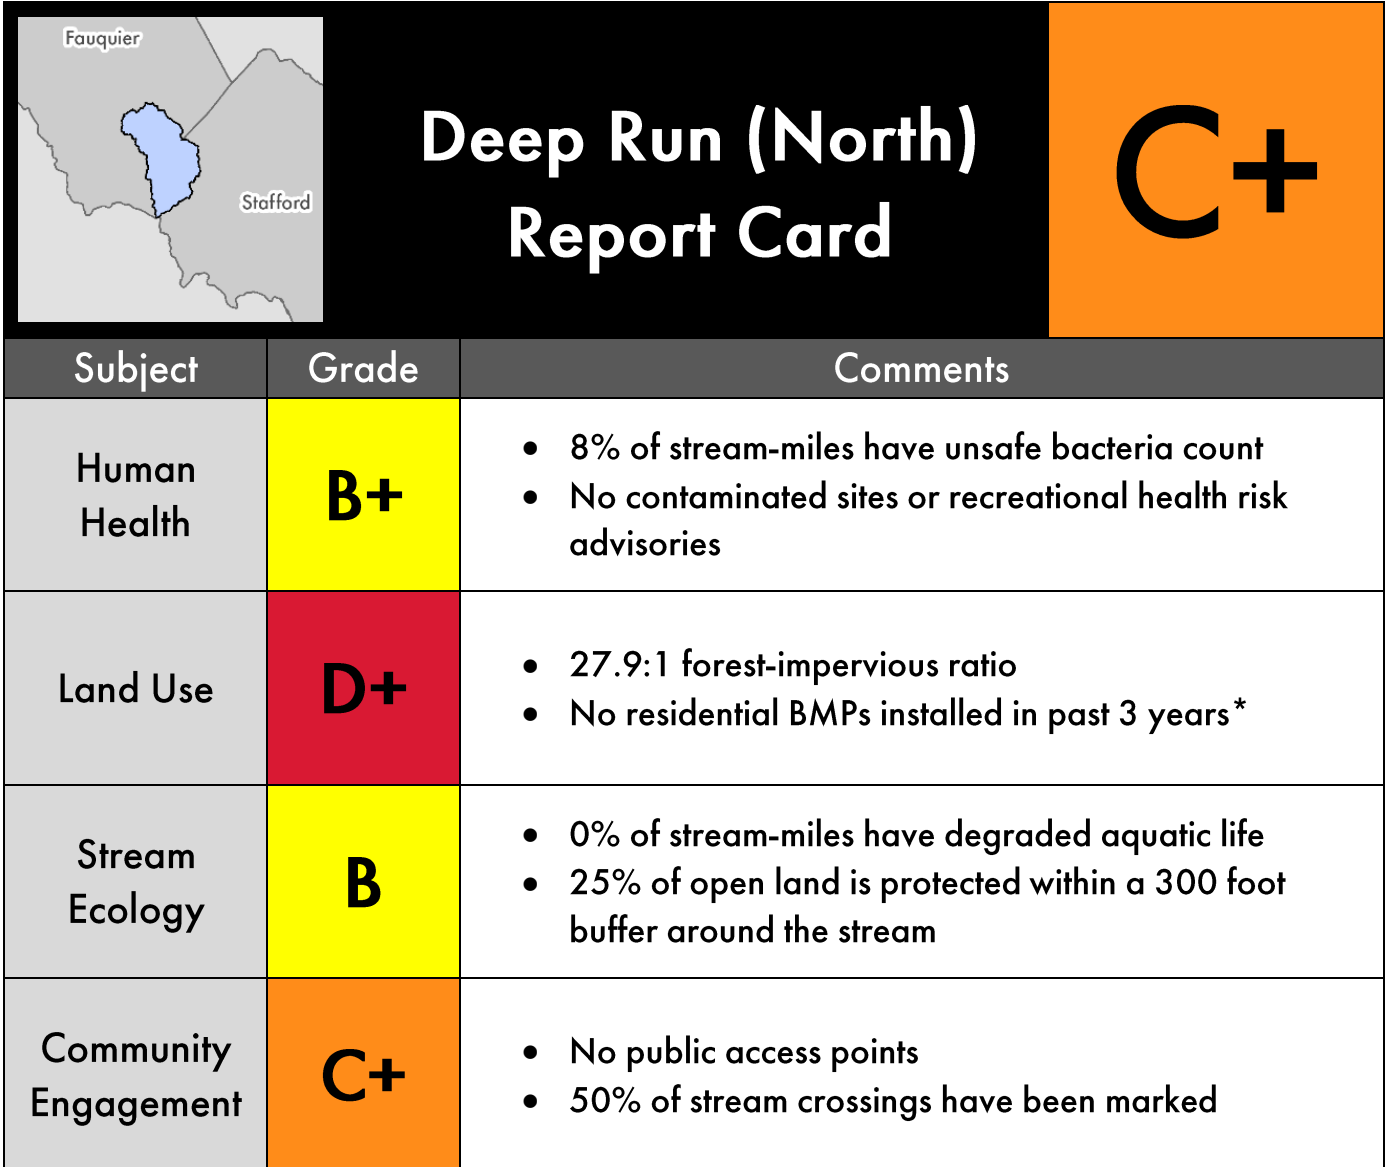 Fauquier
Stafford
Deep Run (North)
Report Card
C+
Subject
Grade
Comments
Human
Health
B+
• 8% of stream-miles have unsafe bacteria count
• No contaminated sites or recreational health risk
advisories
Land Use
D+
• 27.9:1 forest-impervious ratio
• No residential BMPs installed in past 3 years*
Stream
Ecology
B
• 0% of stream-miles have degraded aquatic life
• 25% of open land is protected within a 300 foot
buffer around the stream
Community
Engagement
C+
• No public access points
• 50% of stream crossings have been marked